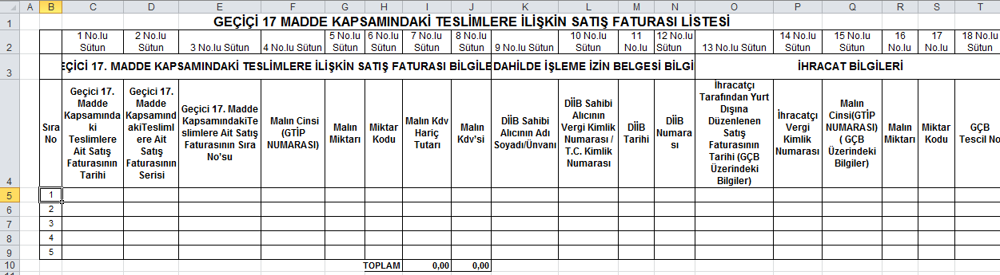 A B C D E F G H I J K L M N O P Q R S T
1 GEÇİÇİ 17 MADDE KAPSAMINDAKİ TESLİMLERE İLİŞKİN SATIŞ FATURASI LİSTESİ
2 1 No.lu Sütun 2 No.lu Sütun 3 No.lu Sütun 4 No.lu Sütun 5 No.lu Sütun 6 No.lu Sütun 7 No.lu Sütun 8 No.lu Sütun 9 No.lu Sütun 10 No.lu Sütun 11 No.lu 12 No.lu Sütun 13 No.lu Sütun 14 No.lu Sütun 15 No.lu Sütun 16 No.lu 17 No.lu 18 No.lu Sütun
3 EÇİCİ 17. MADDE KAPSAMINDAKİ TESLİMLERE İLİŞKİN SATIŞ FATURASI BİLGİLE DAHİLDE İŞLEME İZİN BELGESİ BİLGİ İHRACAT BİLGİLERİ
4
Sıra
No
Geçici 17.
Madde
Kapsamında
ki
Teslimlere
Ait Satış
Faturasının
Tarihi
Geçici 17.
Madde
Kapsamınd
akiTesliml
ere Ait
Satış
Faturasının
Serisi
Geçici 17. Madde
KapsamındakiTe
slimlere Ait Satış
Faturasının Sıra
No'su
Malın Cinsi
(GTİP
NUMARASI)
Malın
Miktarı
Miktar
Kodu
Malın Kdv
Hariç
Tutarı
Malın
Kdv'si
DİİB Sahibi
Alıcının Adı
Soyadı/Ünvanı
DİİB Sahibi
Alıcının
Vergi Kimlik
Numarası /
T.C. Kimlik
Numarası
DİİB
Tarihi
DİİB
Numara
sı
İhracatçı
Tarafından Yurt
Dışına
Düzenlenen
Satış
Faturasının
Tarihi (GÇB
Üzerindeki
Bilgiler)
İhracatçı
Vergi
Kimlik
Numarası
Malın
Cinsi(GTİP
NUMARASI)
( GÇB
Üzerindeki
Bilgiler)
Malın
Miktarı
Miktar
Kodu
GÇB
Tescil No
5 1
6 2
7 3
8 4
9 5
10 TOPLAM 0,00 0,00
11